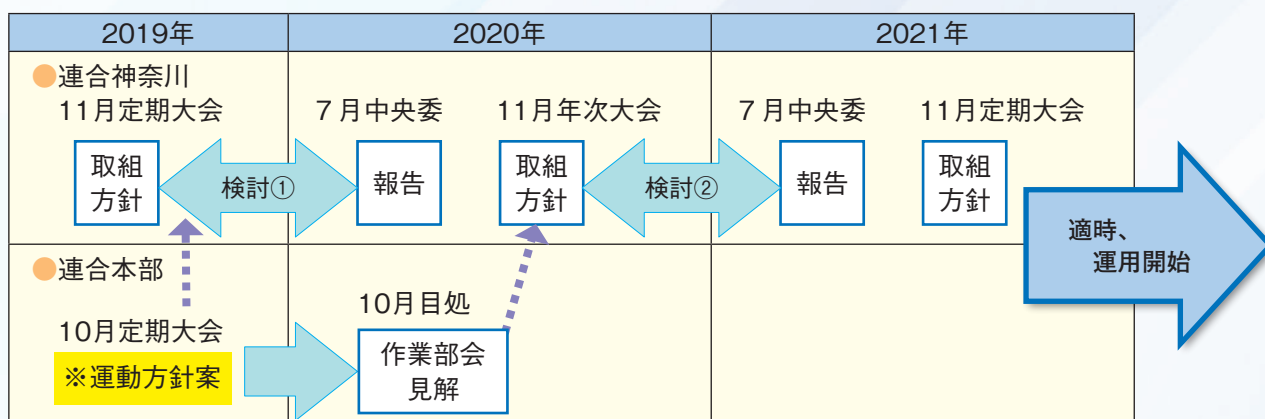 2019年
2020年
2021年
●連合神奈川
11月定期大会
7月中央委
11月年次大会
7月中央委
11月定期大会
取組
方針
検討①
報告
取組
方針
検討②
報告
取組
方針
適時、
運用開始
●連合本部
10月定期大会
※運動方針案
10月目処
作業部会
見解